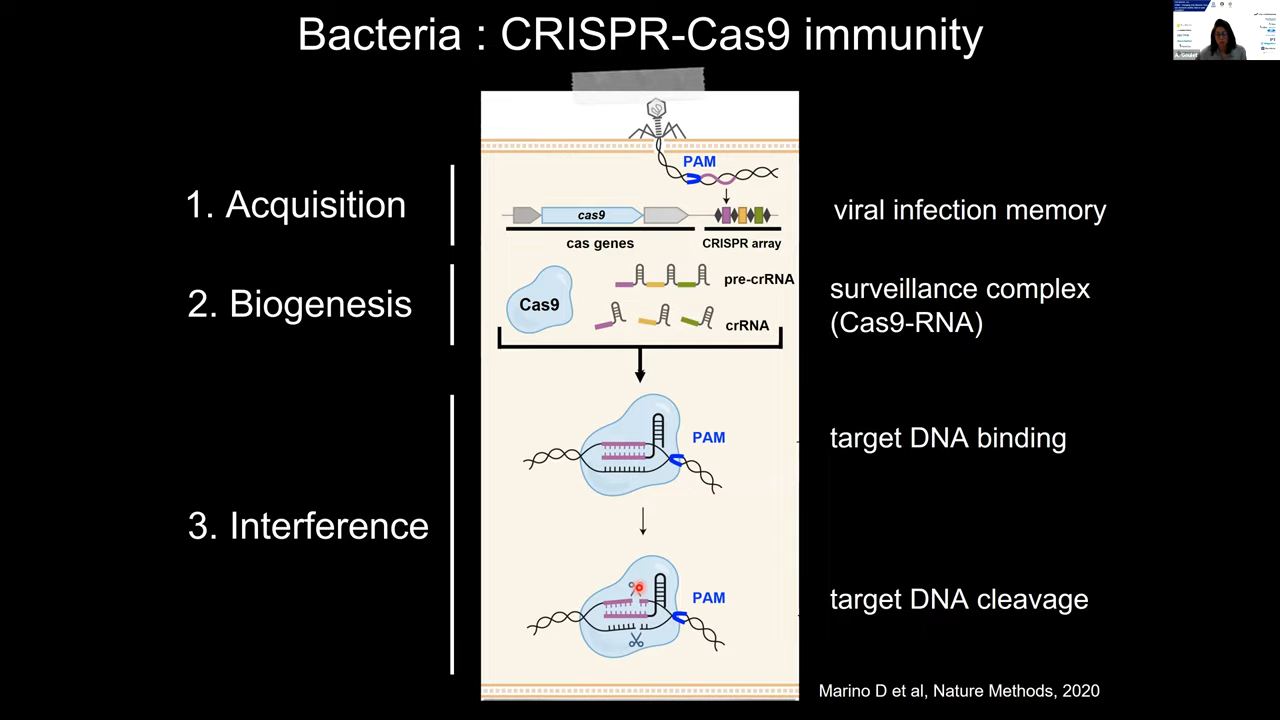 Bacteria : CRISPR-Cas9 immunity
A. Goulet
PAM
1. Acquisition
cas9
viral infection memory
cas genes
CRISPR array
2. Biogenesis
Cas9
pre-crRNA
crRNA
surveillance complex
(Cas9-RNA)
PAM
target DNA binding
3. Interference
PAM
target DNA cleavage
Marino D et al, Nature Methods, 2020